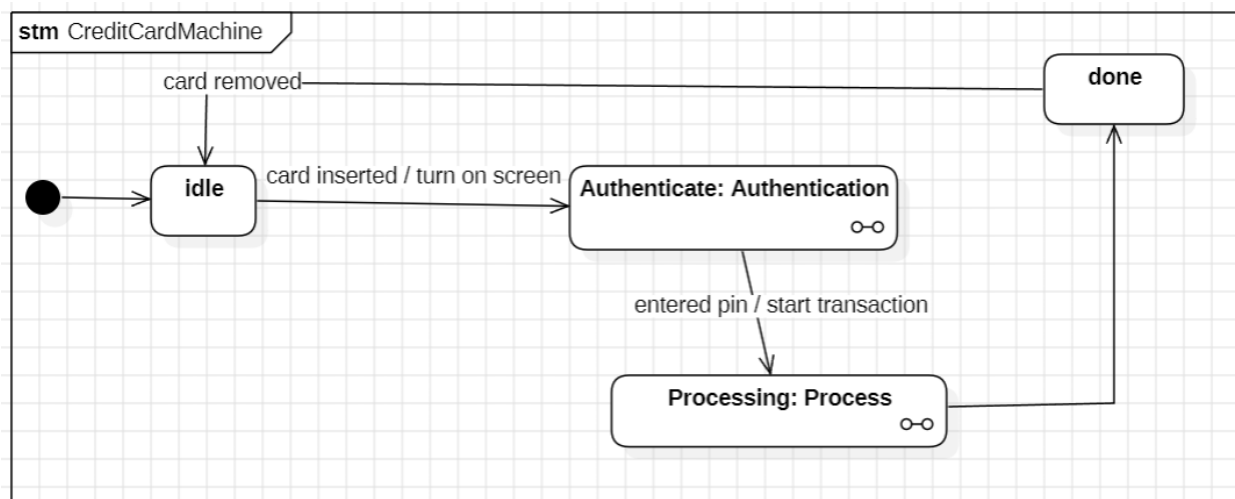 stm CreditCardMachine
card removed
done
idle
card inserted / turn on screen
Authenticate: Authentication
entered pin / start transaction
Processing: Process